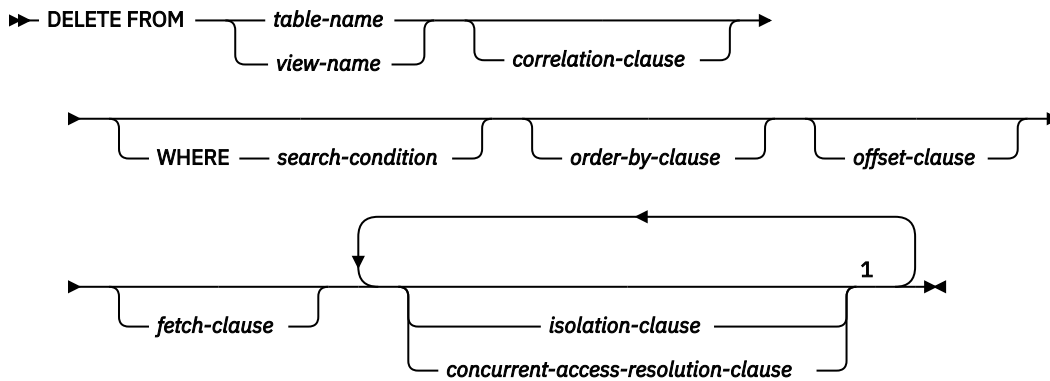 DELETE FROM table-name
view-name
correlation-clause
WHERE search-condition
order-by-clause
offset-clause
1
fetch-clause
isolation-clause
concurrent-access-resolution-clause